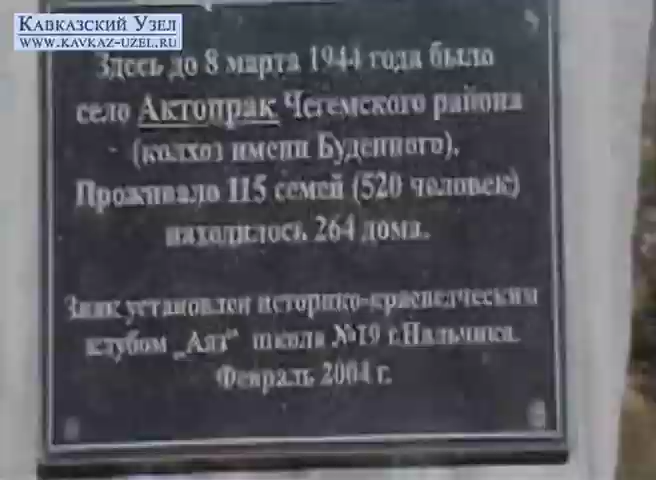 Кавказский Узел
www.kavkaz-uzel.ru
Здесь до 8 марта 1944 года было
село Актопрак Чегемского района
(колхоз имени Буденного).
Проживало 115 семей (520 человек)
находилось 264 дома.
Знак установлен историко-краеведческим
клубом „Аят" школа №19 г.Нальчика.
Февраль 2004 г.